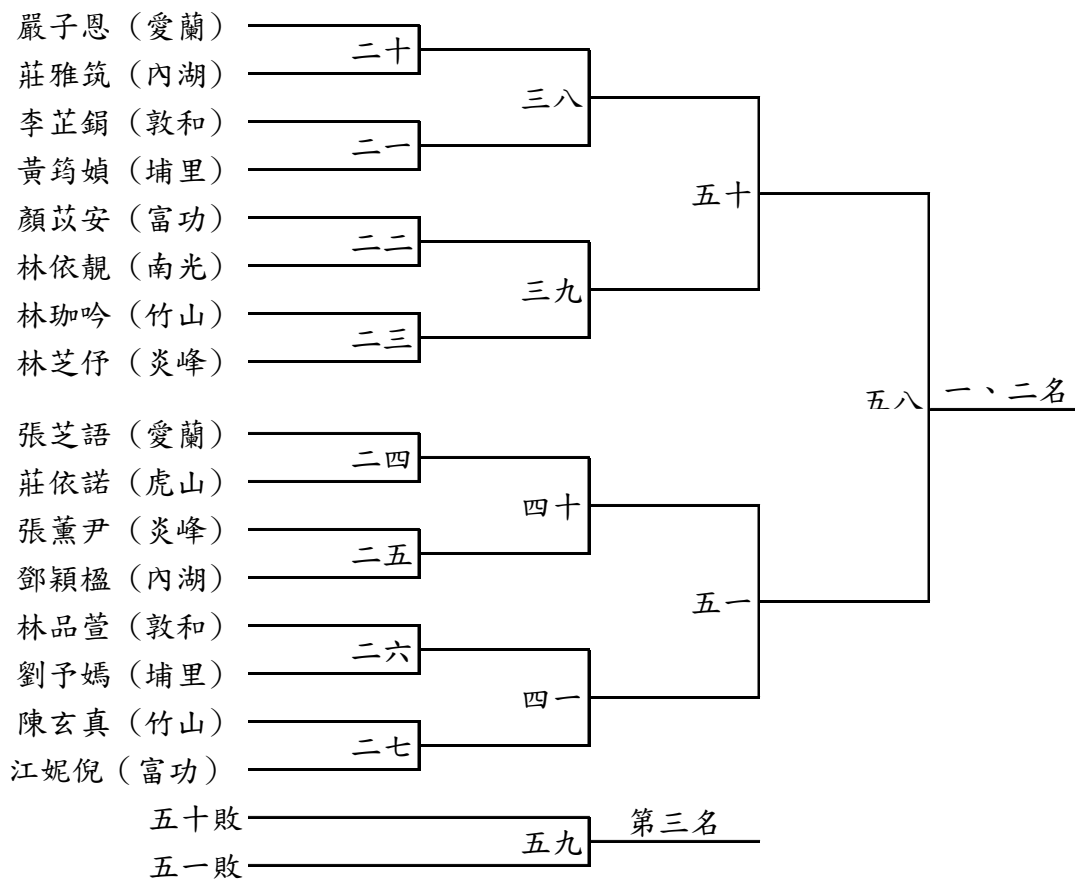 嚴子恩（愛蘭）
二十
莊雅筑（內湖）
三八
李芷鋗（敦和）
二一
黃筠媜（埔里）
五十
顏苡安（富功）
二二
林依靚（南光）
三九
林珈吟（竹山）
二三
林芝伃（炎峰）
五八
一、二名
張芝語（愛蘭）
二四
莊依諾（虎山）
四十
張薰尹（炎峰）
二五
鄧穎楹（內湖）
五一
林品萱（敦和）
二六
劉予嫣（埔里）
四一
陳玄真（竹山）
二七
江妮倪（富功）
五十敗
五九
第三名
五一敗